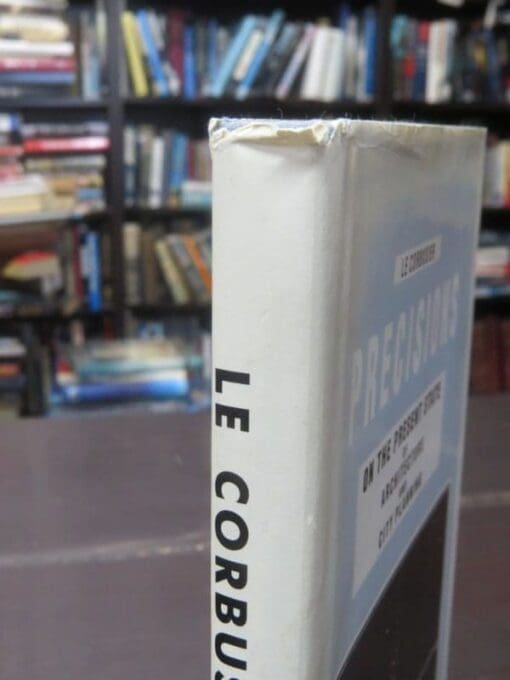 LE CORBUS
LE CORBUSIER
PRECISIONS
ON THE PRESENT STATE
OF
ARCHITECTURE
AND
CITY PLANNING